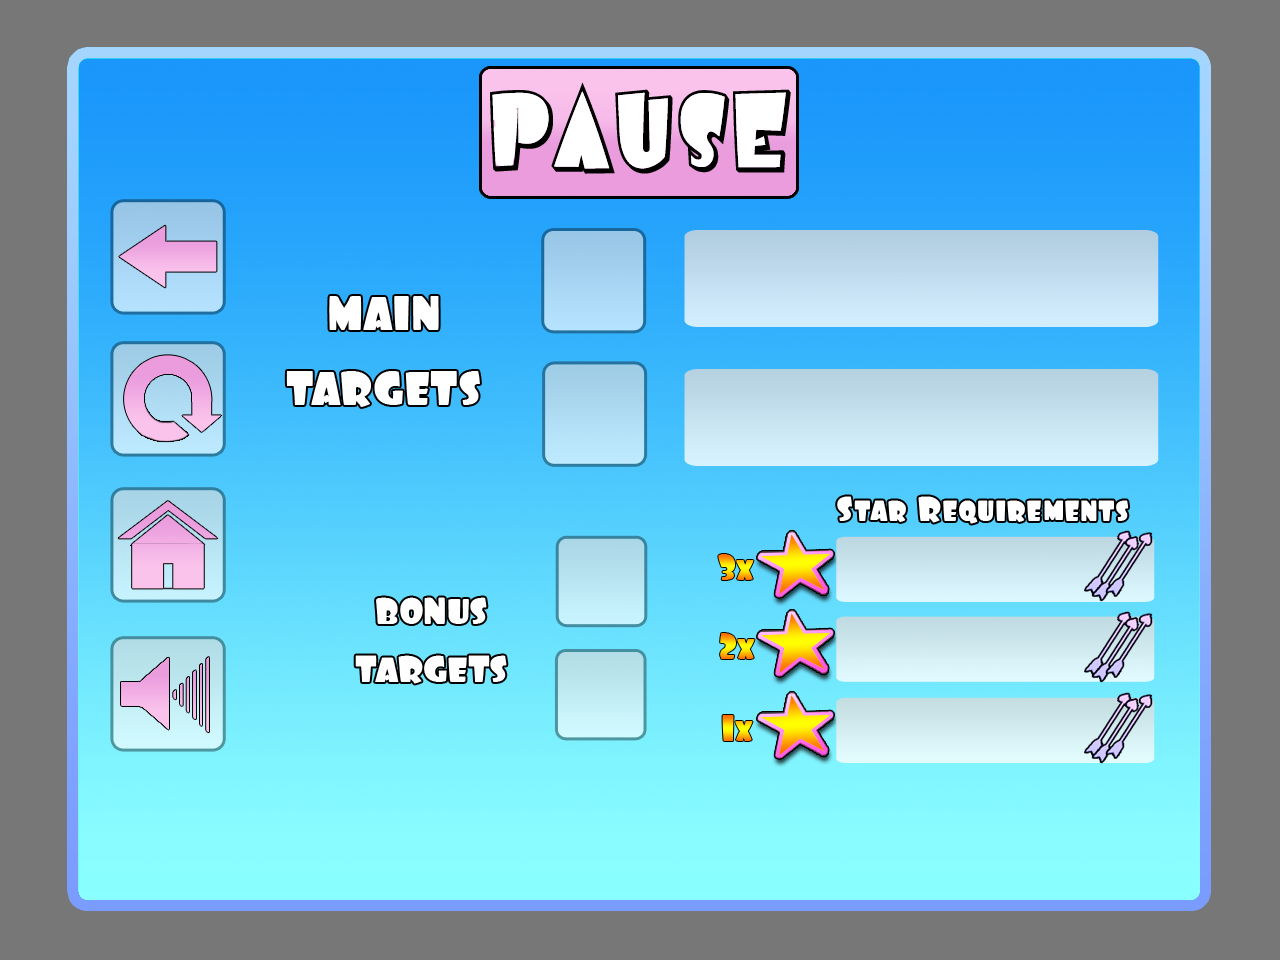 PAUSE
MAIN
TARGETS
STAR REQUIREMENTS
3x
BONUS
2x
TARGETS
1x